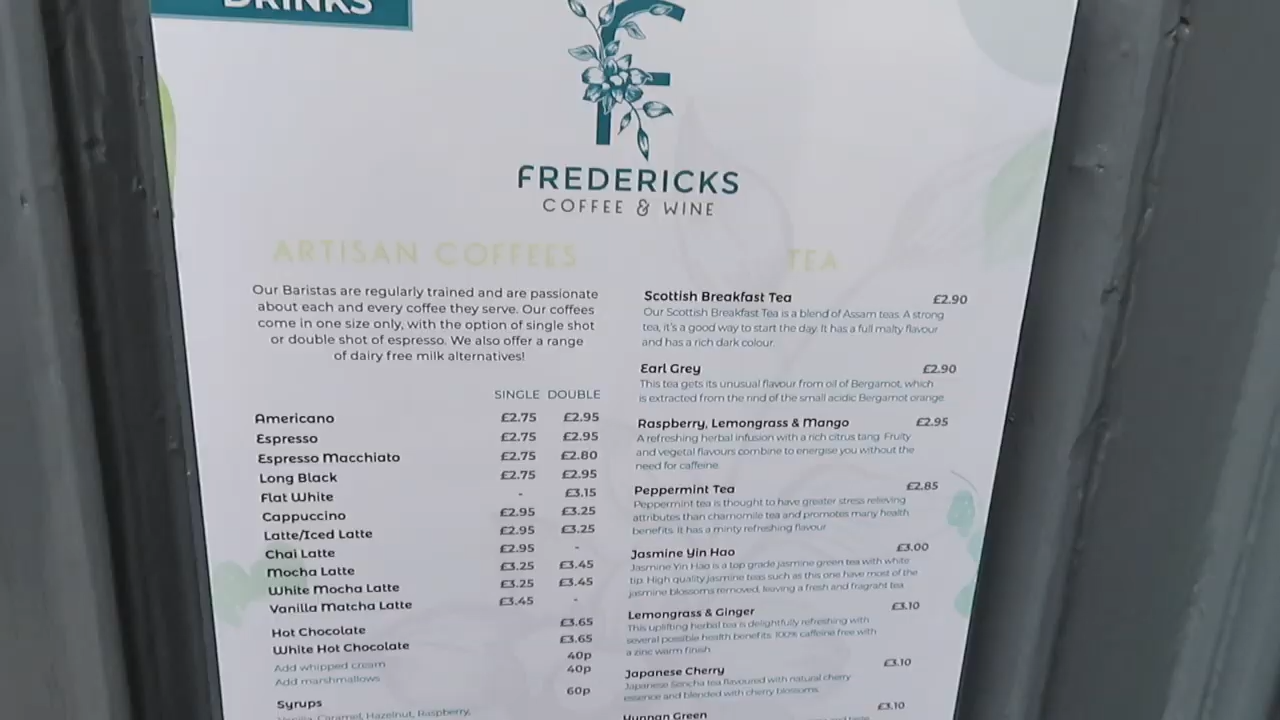 DRINKS
FREDERICKS
COFFEE & WINE
ARTISAN COFFEES
Our Baristas are regularly trained and are passionate
about each and every coffee they serve. Our coffees
come in one size only, with the option of single shot
or double shot of espresso. We also offer a range
of dairy free milk alternatives!
SINGLE DOUBLE
Americano £2.75 £2.95
Espresso £2.75 £2.95
Espresso Macchiato £2.75 £2.80
Long Black £2.75 £2.95
Flat White - £3.15
Cappuccino £2.95 £3.25
Latte/Iced Latte £2.95 £3.25
Chai Latte £2.95 -
Mocha Latte £3.25 £3.45
White Mocha Latte £3.25 £3.45
Vanilla Matcha Latte £3.45 -
Hot Chocolate £3.65
White Hot Chocolate £3.65
Add whipped cream 40p
Add marshmallows 40p
Syrups 60p
Vanilla, Caramel, Hazelnut, Raspberry,
TEA
Scottish Breakfast Tea £2.90
Our Scottish Breakfast Tea is a blend of Assam teas. A strong
tea, it's a good way to start the day. It has a full malty flavour
and has a rich dark colour.
Earl Grey £2.90
This tea gets its unusual flavour from oil of Bergamot, which
is extracted from the rind of the small acidic Bergamot orange.
Raspberry, Lemongrass & Mango £2.95
A refreshing herbal infusion with a rich citrus tang. Fruity
and vegetal flavours combine to energise you without the
need for caffeine.
Peppermint Tea £2.85
Peppermint tea is thought to have greater stress relieving
attributes than chamomile tea and promotes many health
benefits. It has a minty refreshing flavour.
Jasmine Yin Hao £3.00
Jasmine Yin Hao is a top grade jasmine green tea with white
tip. High quality jasmine teas such as this one have most of the
jasmine blossoms removed, leaving a fresh and fragrant tea.
Lemongrass & Ginger £3.10
This uplifting herbal tea is delightfully refreshing with
several possible health benefits. 100% caffeine free with
a zinc warm finish.
Japanese Cherry £3.10
Japanese Sencha tea flavoured with natural cherry
essence and blended with cherry blossoms.
Yunnan Green £3.10